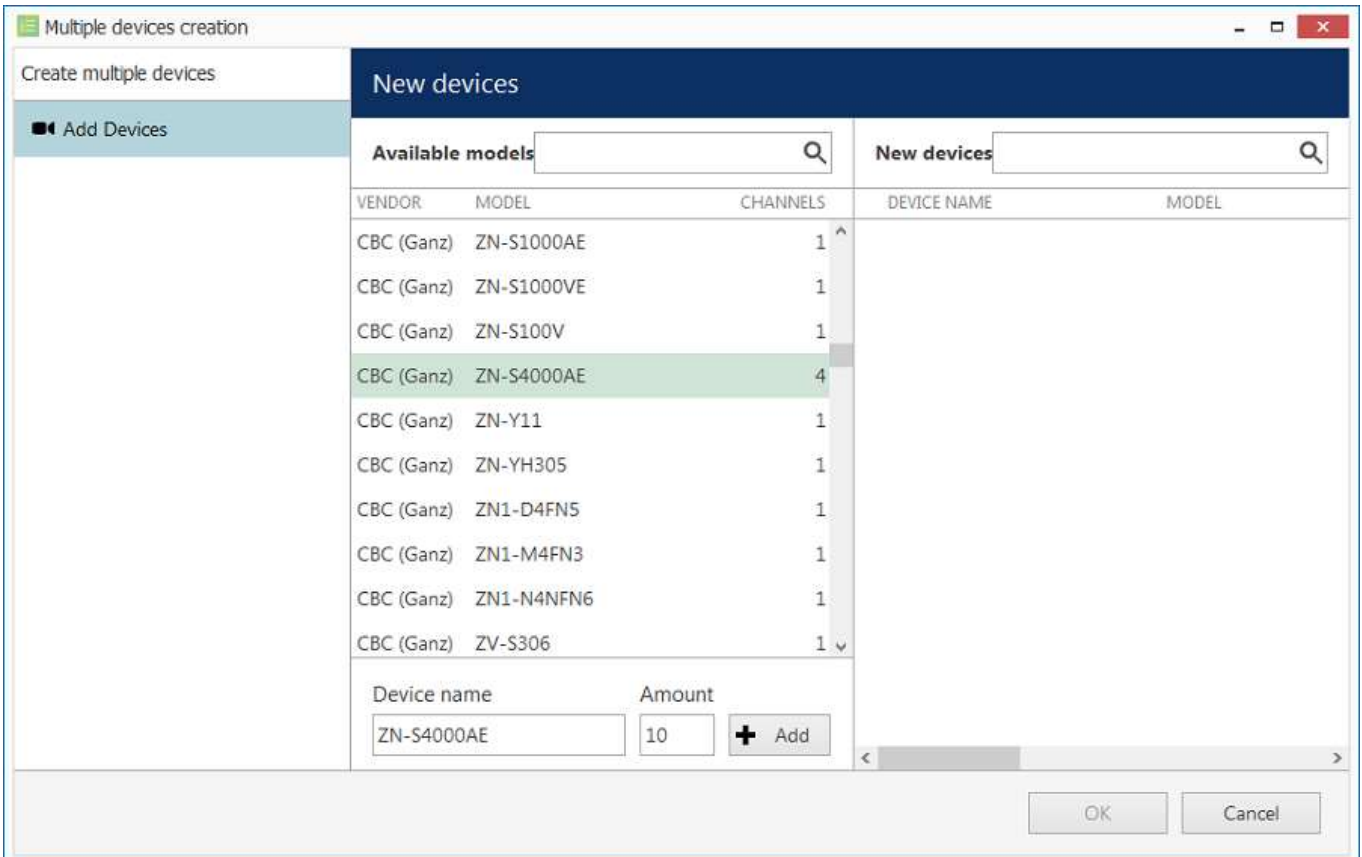 Multiple devices creation
Create multiple devices
New devices
Add Devices
Available models
New devices
VENDOR MODEL CHANNELS DEVICE NAME MODEL
CBC (Ganz) ZN-S1000AE 1
CBC (Ganz) ZN-S1000VE 1
CBC (Ganz) ZN-S100V 1
CBC (Ganz) ZN-S4000AE 4
CBC (Ganz) ZN-Y11 1
CBC (Ganz) ZN-YH305 1
CBC (Ganz) ZN1-D4FN5 1
CBC (Ganz) ZN1-M4FN3 1
CBC (Ganz) ZN1-N4NFN6 1
CBC (Ganz) ZV-S306 1
Device name Amount
ZN-S4000AE 10 Add
OK Cancel